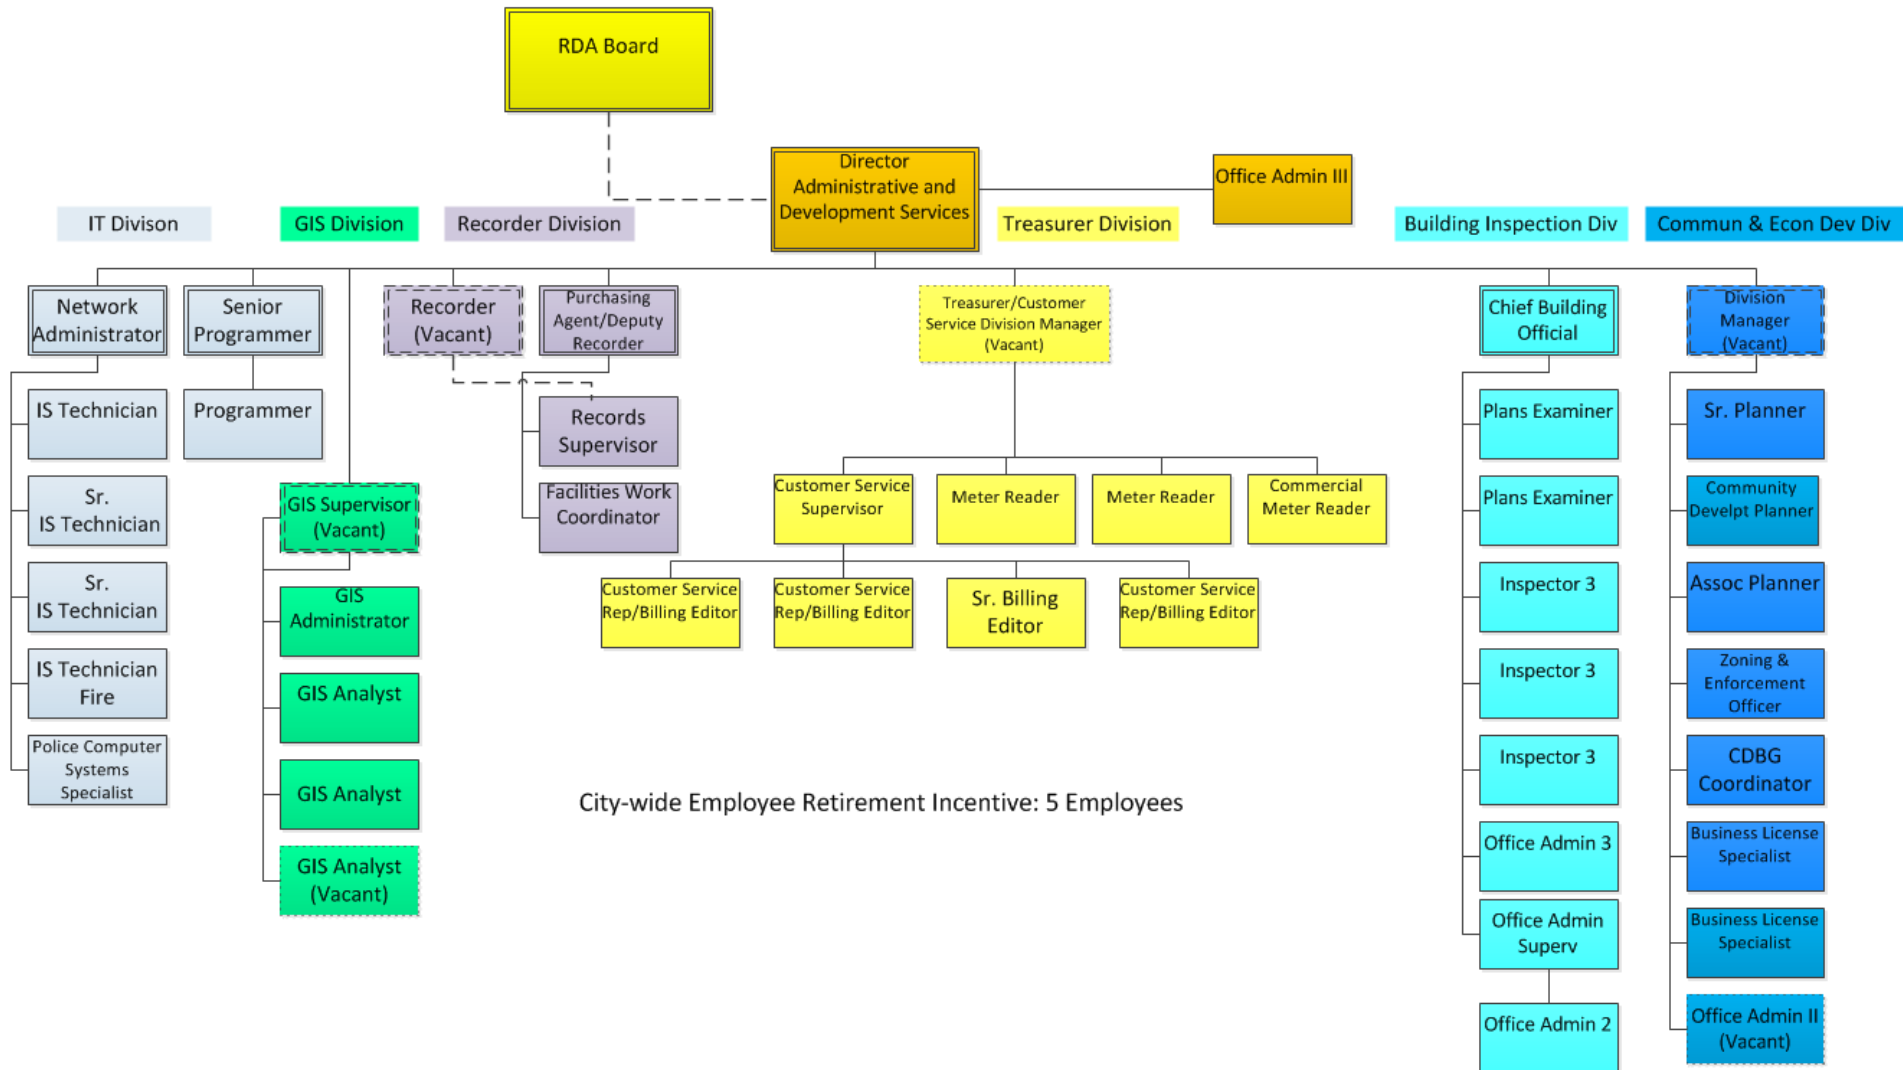 RDA Board
Director
Administrative and
Development Services
Office Admin III
IT Divison
GIS Division
Recorder Division
Treasurer Division
Building Inspection Div
Commun & Econ Dev Div
Network
Administrator
Senior
Programmer
Recorder
(Vacant)
Purchasing
Agent/Deputy
Recorder
Treasurer/Customer
Service Division Manager
(Vacant)
Chief Building
Official
Division
Manager
(Vacant)
IS Technician
Sr.
IS Technician
Sr.
IS Technician
IS Technician
Fire
Police Computer
Systems
Specialist
Programmer
GIS Supervisor
(Vacant)
GIS
Administrator
GIS Analyst
GIS Analyst
GIS Analyst
(Vacant)
Records
Supervisor
Facilities Work
Coordinator
Customer Service
Supervisor
Meter Reader
Meter Reader
Commercial
Meter Reader
Customer Service
Rep/Billing Editor
Customer Service
Rep/Billing Editor
Sr. Billing
Editor
Customer Service
Rep/Billing Editor
City-wide Employee Retirement Incentive: 5 Employees
Plans Examiner
Plans Examiner
Inspector 3
Inspector 3
Inspector 3
Office Admin 3
Office Admin
Superv
Office Admin 2
Sr. Planner
Community
Develpt Planner
Assoc Planner
Zoning &
Enforcement
Officer
CDBG
Coordinator
Business License
Specialist
Business License
Specialist
Office Admin II
(Vacant)